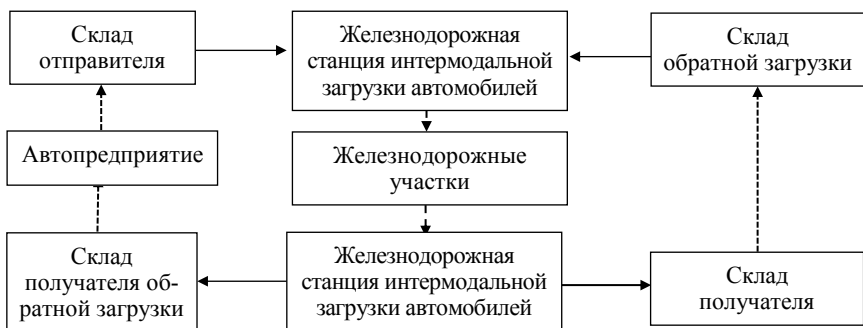 Склад
отправителя
Железнодорожная
станция интермодальной
загрузки автомобилей
Склад
обратной загрузки
Автопредприятие
Железнодорожные
участки
Склад
получателя об-
ратной загрузки
Железнодорожная
станция интермодальной
загрузки автомобилей
Склад
получателя